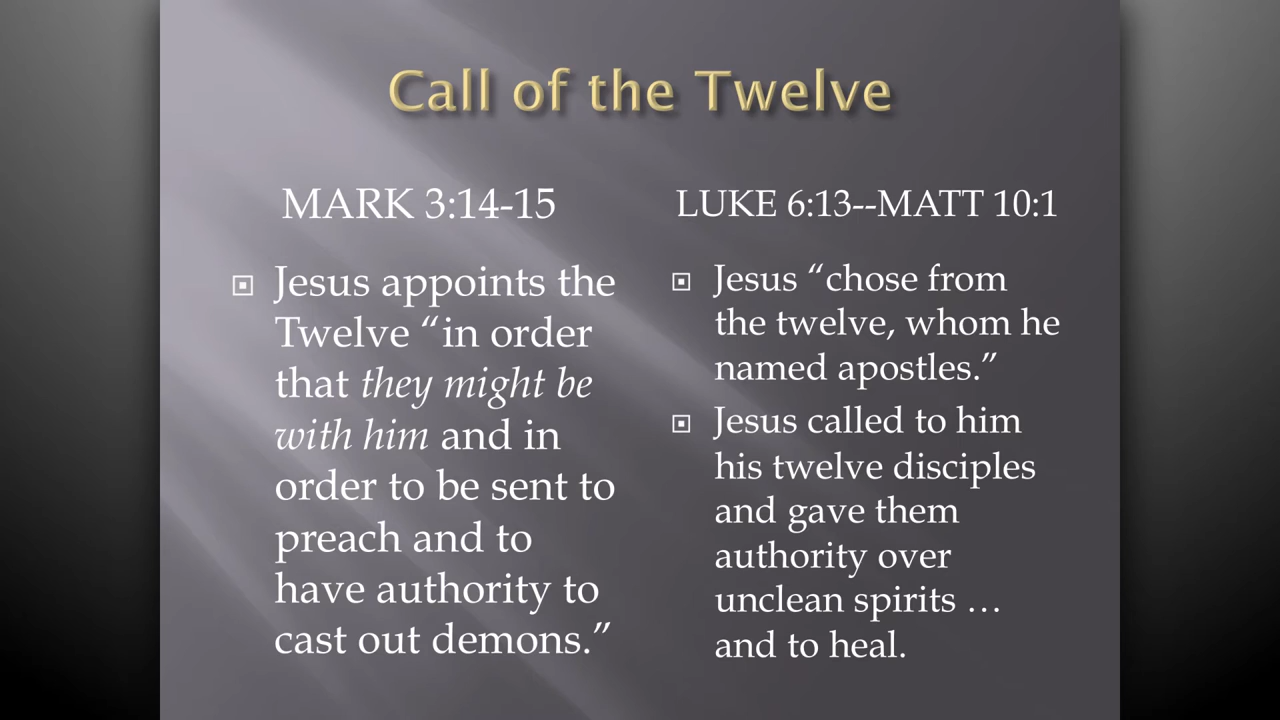 Call of the Twelve
MARK 3:14-15
Jesus appoints the
Twelve “in order
that they might be
with him and in
order to be sent to
preach and to
have authority to
cast out demons.”
LUKE 6:13--MATT 10:1
Jesus “chose from
the twelve, whom he
named apostles.”
Jesus called to him
his twelve disciples
and gave them
authority over
unclean spirits …
and to heal.